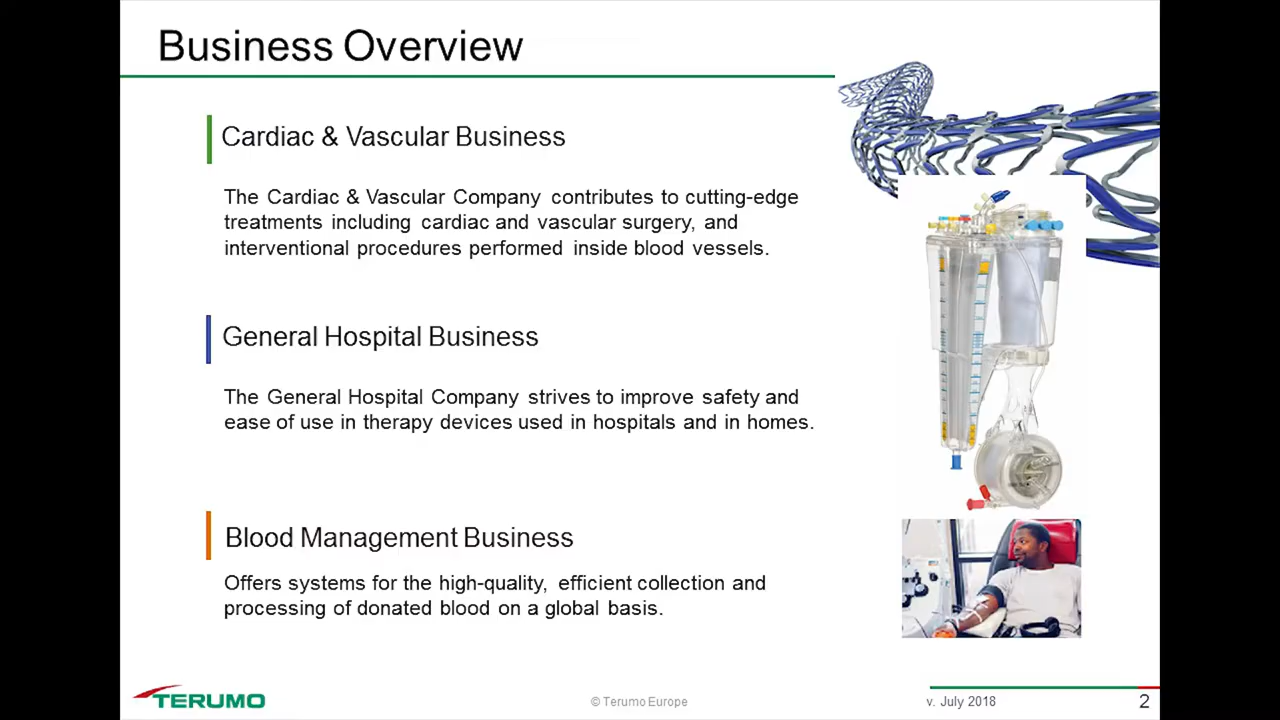 Business Overview
Cardiac & Vascular Business
The Cardiac & Vascular Company contributes to cutting-edge
treatments including cardiac and vascular surgery, and
interventional procedures performed inside blood vessels.
General Hospital Business
The General Hospital Company strives to improve safety and
ease of use in therapy devices used in hospitals and in homes.
Blood Management Business
Offers systems for the high-quality, efficient collection and
processing of donated blood on a global basis.
TERUMO
© Terumo Europe
v. July 2018
2